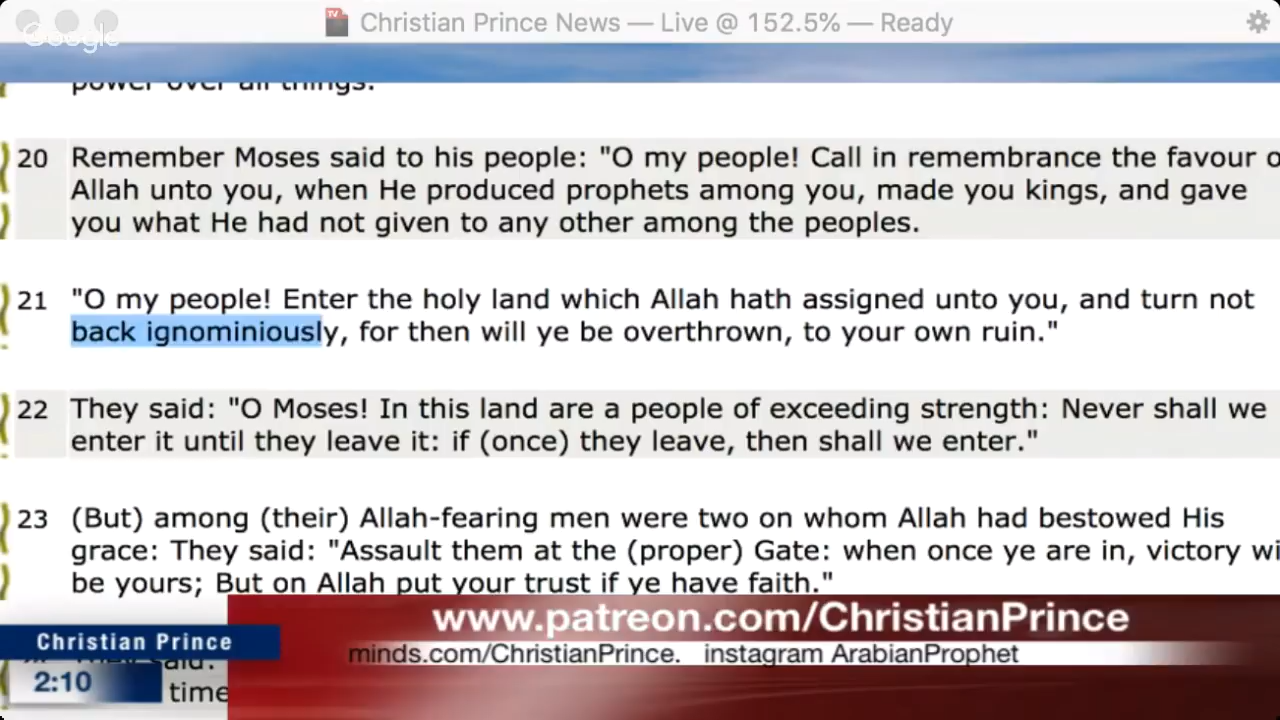 Christian Prince News — Live @ 152.5% — Ready
Google
power over all things.
20 Remember Moses said to his people: "O my people! Call in remembrance the favour o
Allah unto you, when He produced prophets among you, made you kings, and gave
you what He had not given to any other among the peoples.
21 "O my people! Enter the holy land which Allah hath assigned unto you, and turn not
back ignominiously, for then will ye be overthrown, to your own ruin."
22 They said: "O Moses! In this land are a people of exceeding strength: Never shall we
enter it until they leave it: if (once) they leave, then shall we enter."
23 (But) among (their) Allah-fearing men were two on whom Allah had bestowed His
grace: They said: "Assault them at the (proper) Gate: when once ye are in, victory wi
be yours; But on Allah put your trust if ye have faith."
www.patreon.com/ChristianPrince
Christian Prince
minds.com/ChristianPrince. instagram ArabianProphet
said:
2:10
time